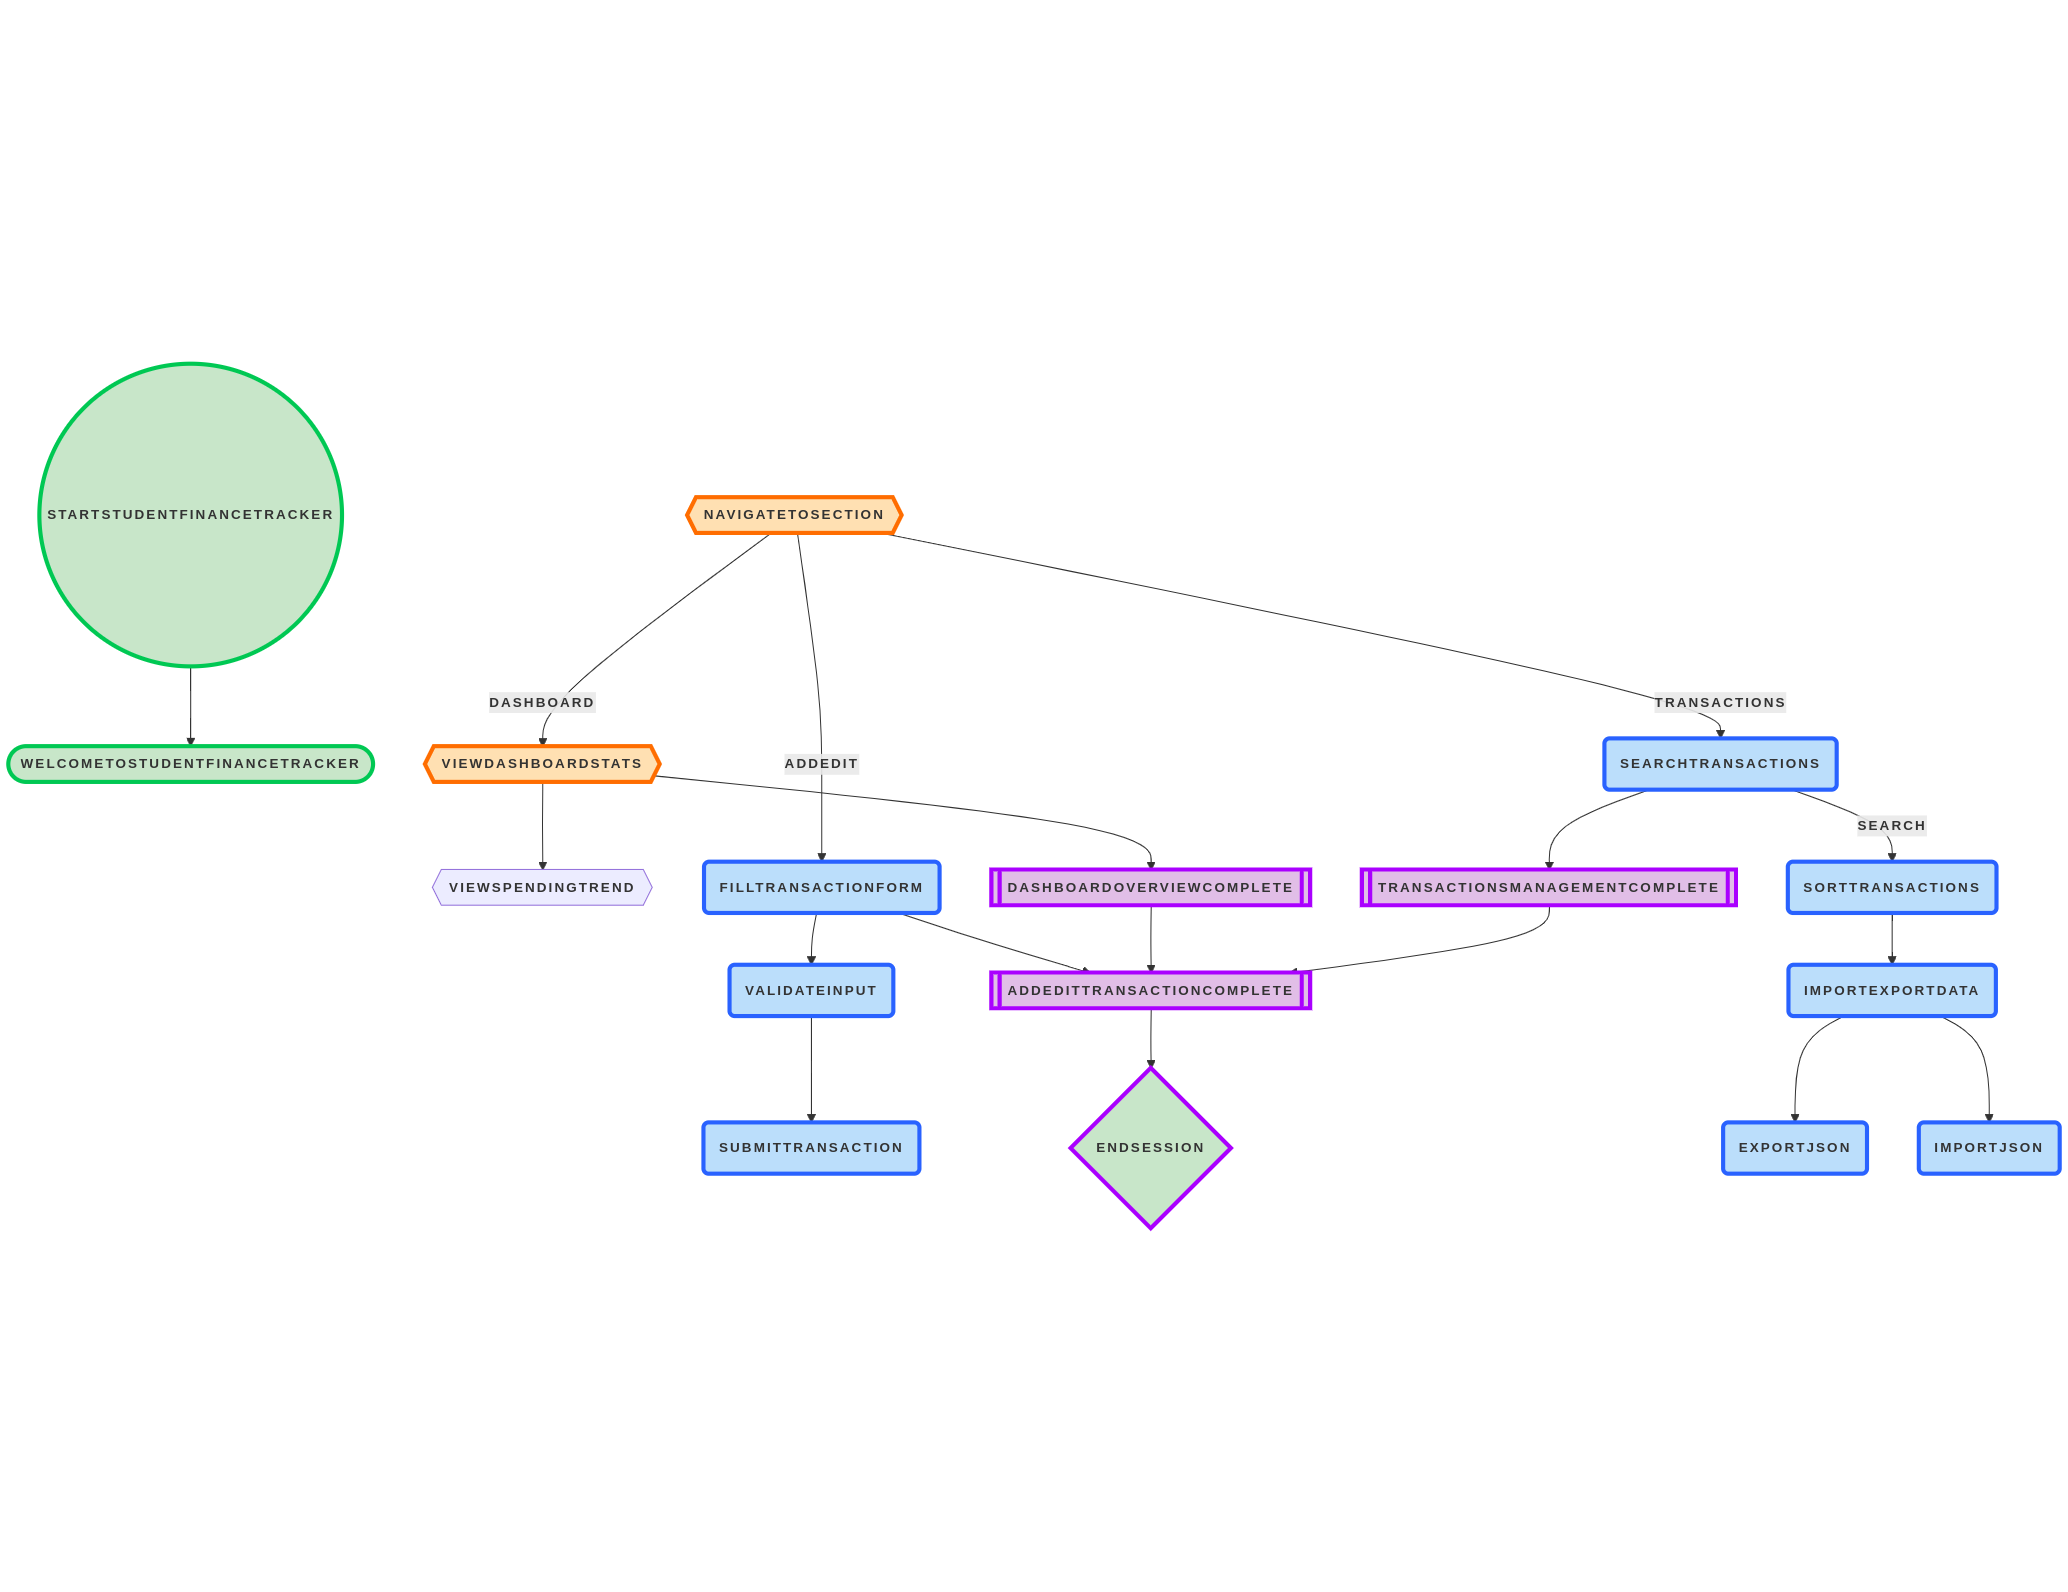 STARTSTUDENTFINANCETRACKER
NAVIGATETOSECTION
DASHBOARD
TRANSACTIONS
WELCOMETOSTUDENTFINANCETRACKER
VIEWDASHBOARDSTATS
ADDEDIT
SEARCHTRANSACTIONS
SEARCH
VIEWSPENDINGTREND
FILLTRANSACTIONFORM
DASHBOARDOVERVIEWCOMPLETE
TRANSACTIONSMANAGEMENTCOMPLETE
SORTTRANSACTIONS
VALIDATEINPUT
ADDEDITTRANSACTIONCOMPLETE
IMPORTEXPORTDATA
SUBMITTRANSACTION
ENDSESSION
EXPORTJSON
IMPORTJSON